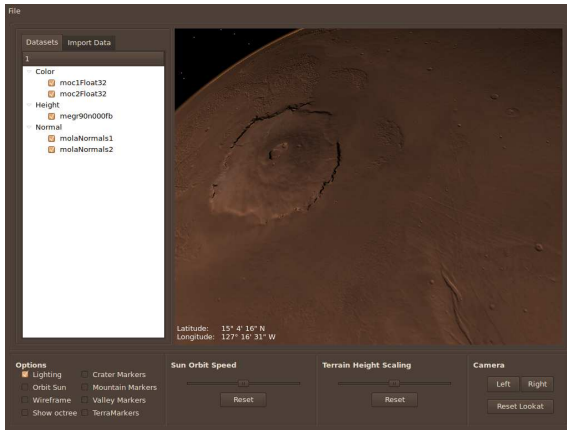 File
Datasets Import Data
1
Color
moc1Float32
moc2Float32
Height
megr90n000fb
Normal
molaNormals1
molaNormals2
Latitude: 15° 4' 16" N
Longitude: 127° 16' 31" W
Options
Lighting Crater Markers
Orbit Sun Mountain Markers
Wireframe Valley Markers
Show octree TerraMarkers
Sun Orbit Speed
Reset
Terrain Height Scaling
Reset
Camera
Left Right
Reset Lookat